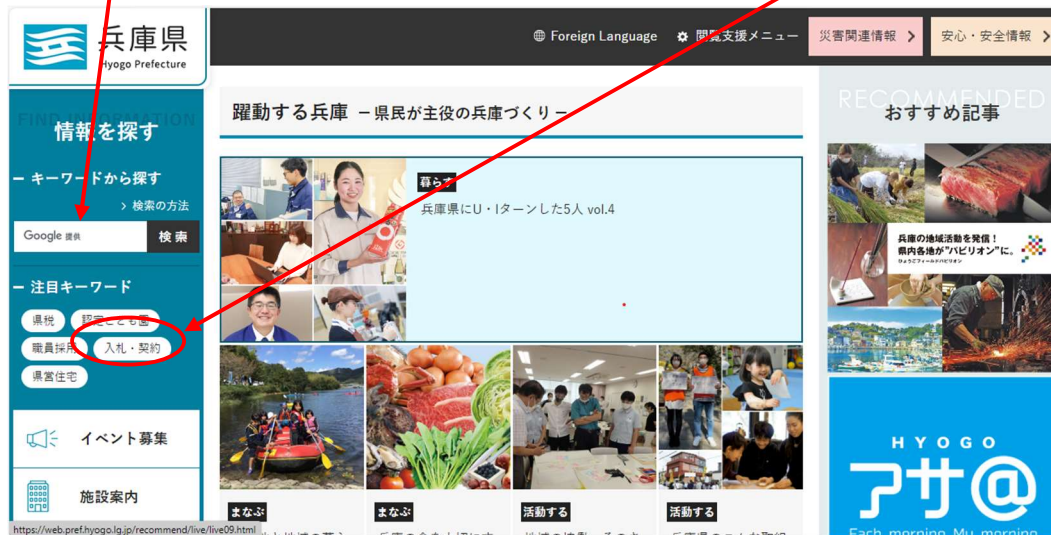 兵庫県
Hyogo Prefecture
Foreign Language
閲覧支援メニュー
災害関連情報
安心・安全情報
FIND INFORMATION
情報を探す
キーワードから探す
> 検索の方法
Google 提供
検索
注目キーワード
県税
認定こども園
職員採用
入札・契約
県営住宅
イベント募集
施設案内
https://web.pref.hyogo.lg.jp/recommend/live/live09.html
躍動する兵庫 －県民が主役の兵庫づくり－
暮らす
兵庫県にU・Iターンした5人 vol.4
まなぶ
まなぶ
活動する
活動する
RECOMMENDED
おすすめ記事
兵庫の地域活動を発信！
県内各地が"パビリオン"に。
ひょうごフィールドパビリオン
HYOGO
アサ@
Each morning, My morning